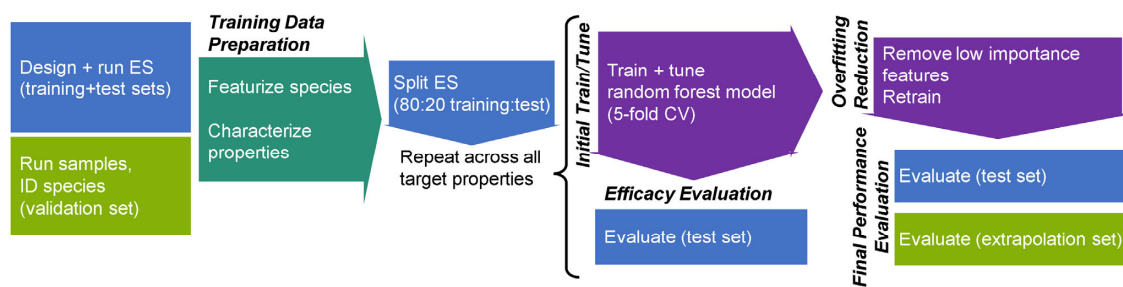 Design + run ES
(training+test sets)
Run samples,
ID species
(validation set)
Training Data
Preparation
Featurize species
Characterize
properties
Split ES
(80:20 training:test)
Repeat across all
target properties
Initial Train/Tune
Train + tune
random forest model
(5-fold CV)
Efficacy Evaluation
Evaluate (test set)
Overfitting
Reduction
Remove low importance
features
Retrain
Final Performance
Evaluation
Evaluate (test set)
Evaluate (extrapolation set)